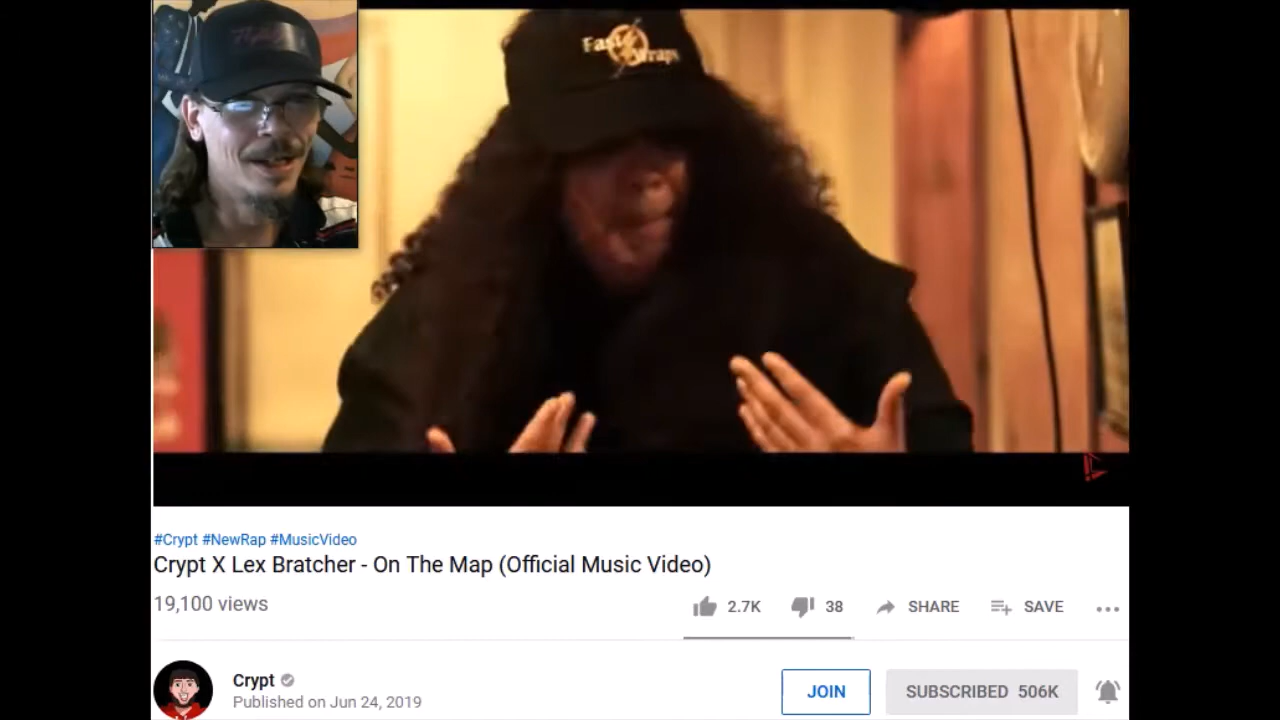 Fast
Wraps
#Crypt #NewRap #MusicVideo
Crypt X Lex Bratcher - On The Map (Official Music Video)
19,100 views
2.7K
38
SHARE
SAVE
Crypt
Published on Jun 24, 2019
JOIN
SUBSCRIBED 506K